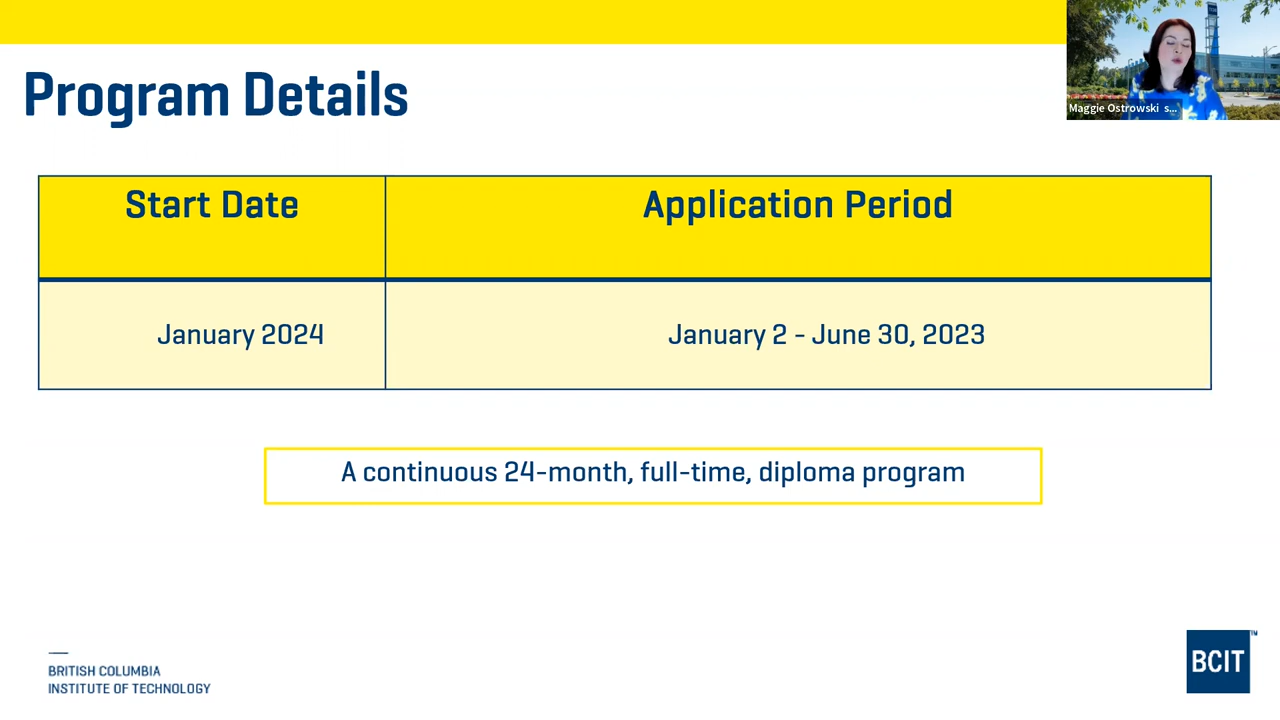 Program Details
Maggie Ostrowski s...
Start Date
Application Period
January 2024
January 2 - June 30, 2023
A continuous 24-month, full-time, diploma program
BRITISH COLUMBIA
INSTITUTE OF TECHNOLOGY
BCIT™